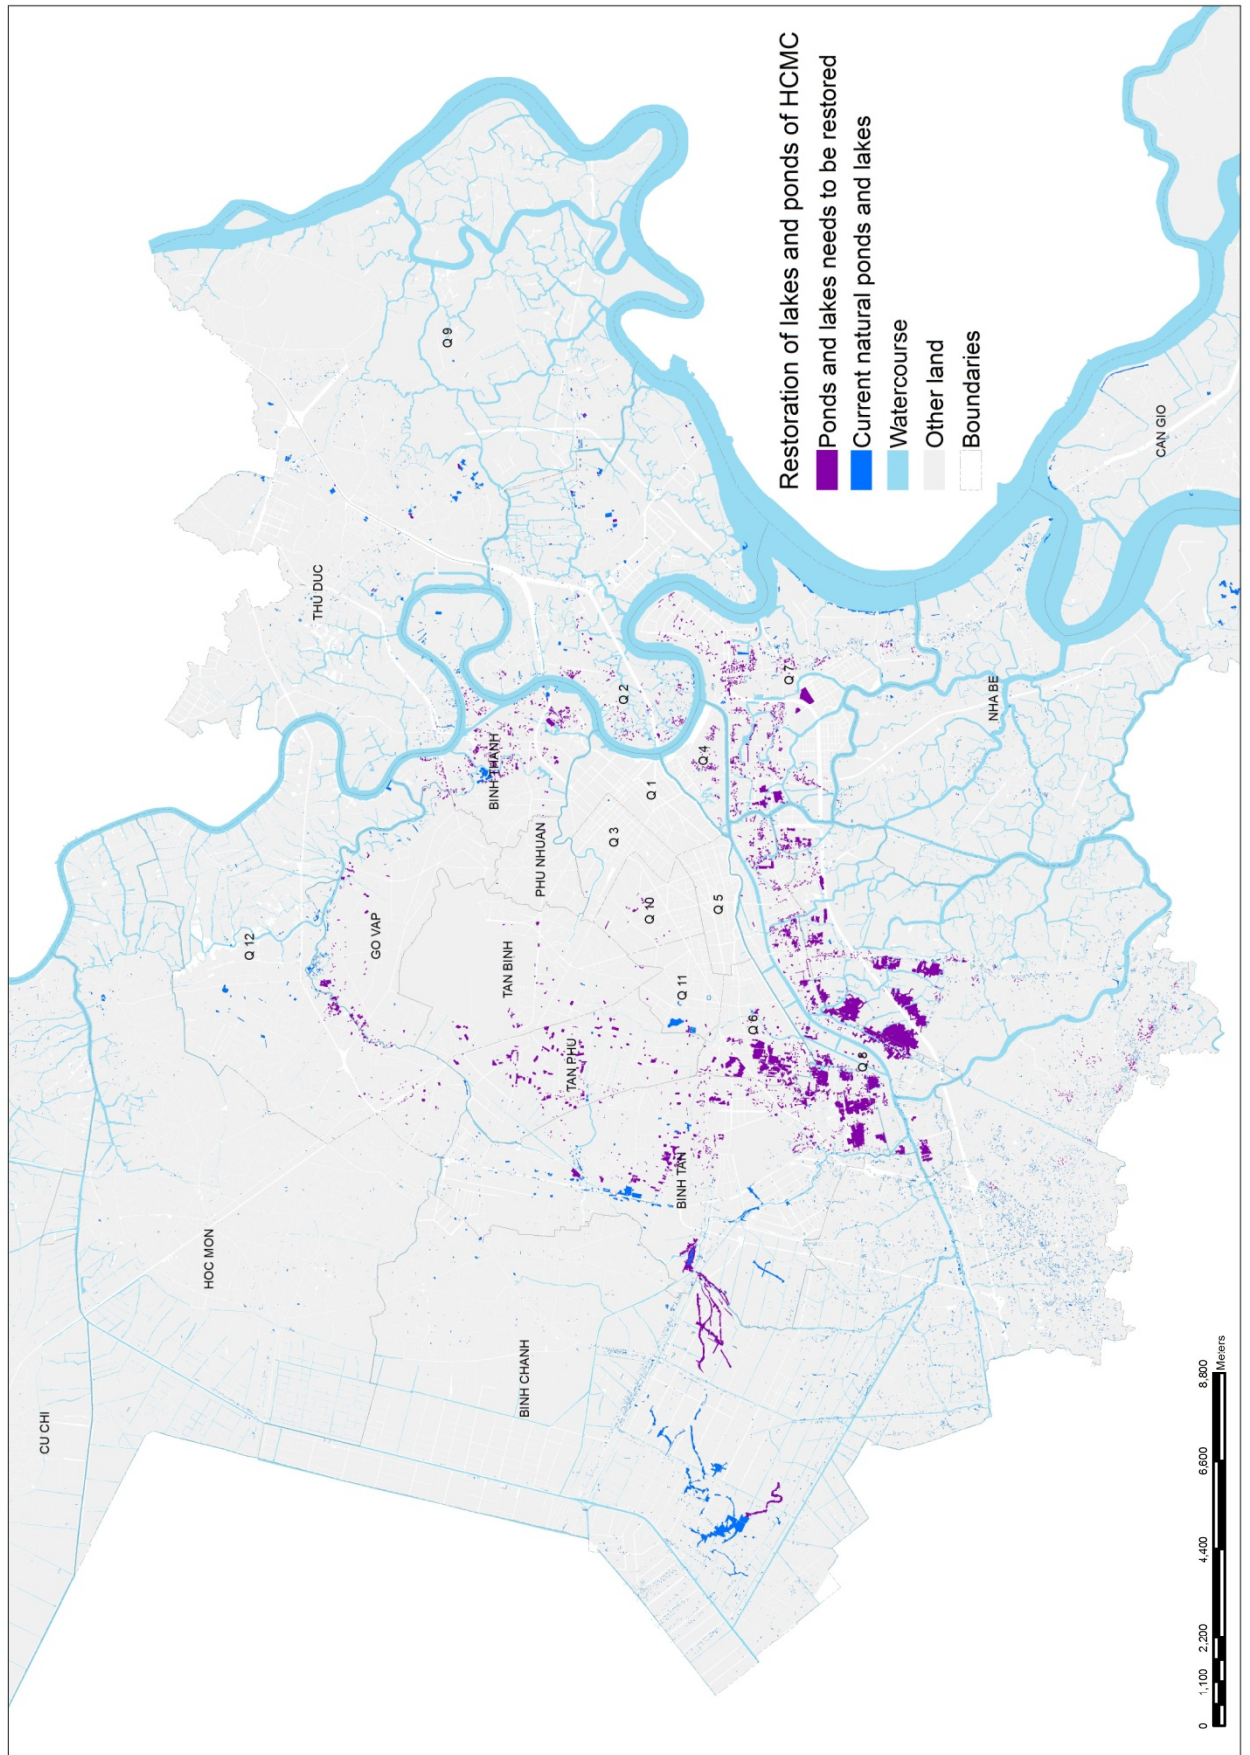 Restoration of lakes and ponds of HCMC
Ponds and lakes needs to be restored
Current natural ponds and lakes
Watercourse
Other land
Boundaries
CU CHI
HOC MON
Q 12
THU DUC
GO VAP
Q 9
BINH THANH
BINH CHANH
TAN BINH
PHU NHUAN
TAN PHU
Q 3
Q 2
Q 10
Q 1
BINH TAN
Q 11
Q 5
Q 4
Q 6
Q 7
Q 8
NHA BE
CAN GIO
0 1,100 2,200 4,400 6,600 8,800
Meters